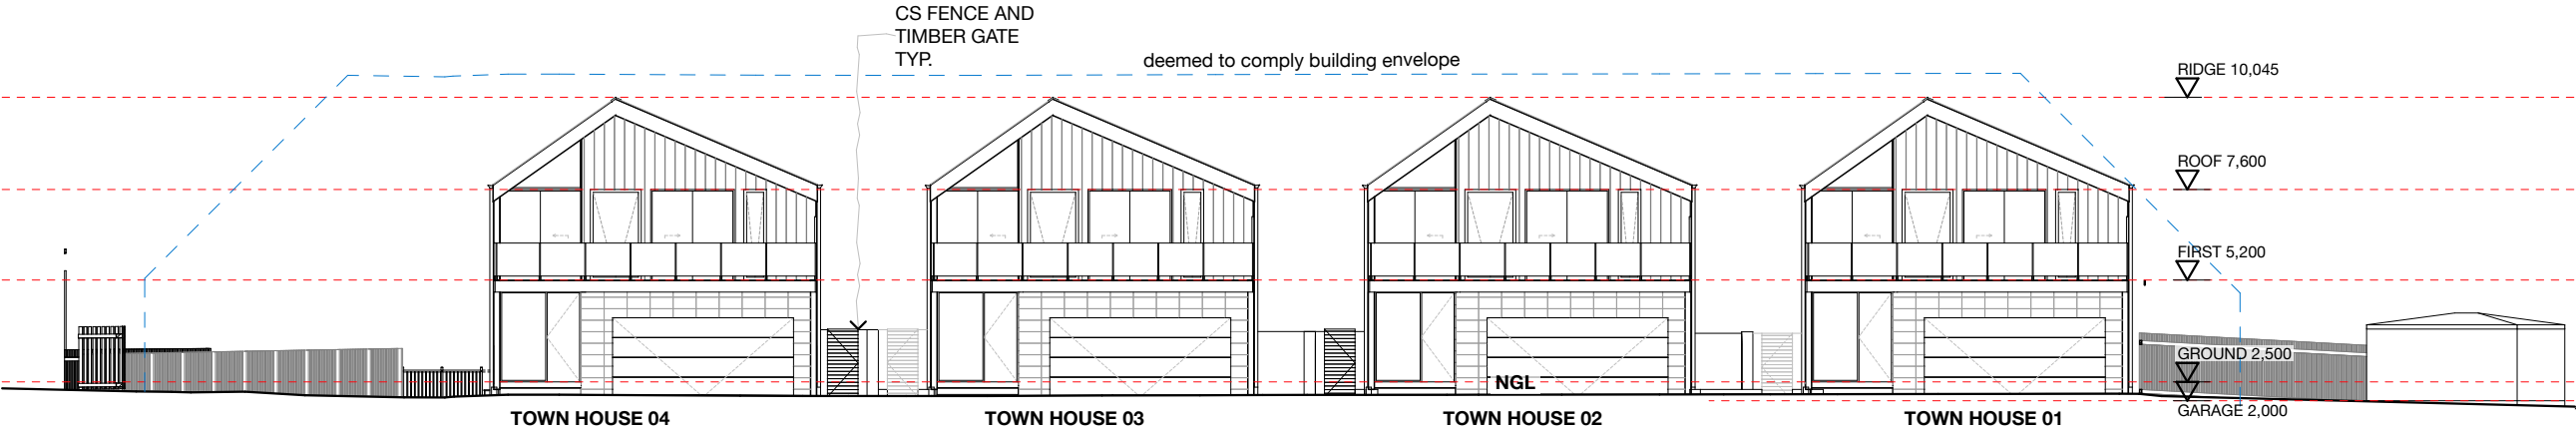 CS FENCE AND
TIMBER GATE
TYP.
deemed to comply building envelope
RIDGE 10,045
ROOF 7,600
FIRST 5,200
GROUND 2,500
NGL
GARAGE 2,000
TOWN HOUSE 04
TOWN HOUSE 03
TOWN HOUSE 02
TOWN HOUSE 01